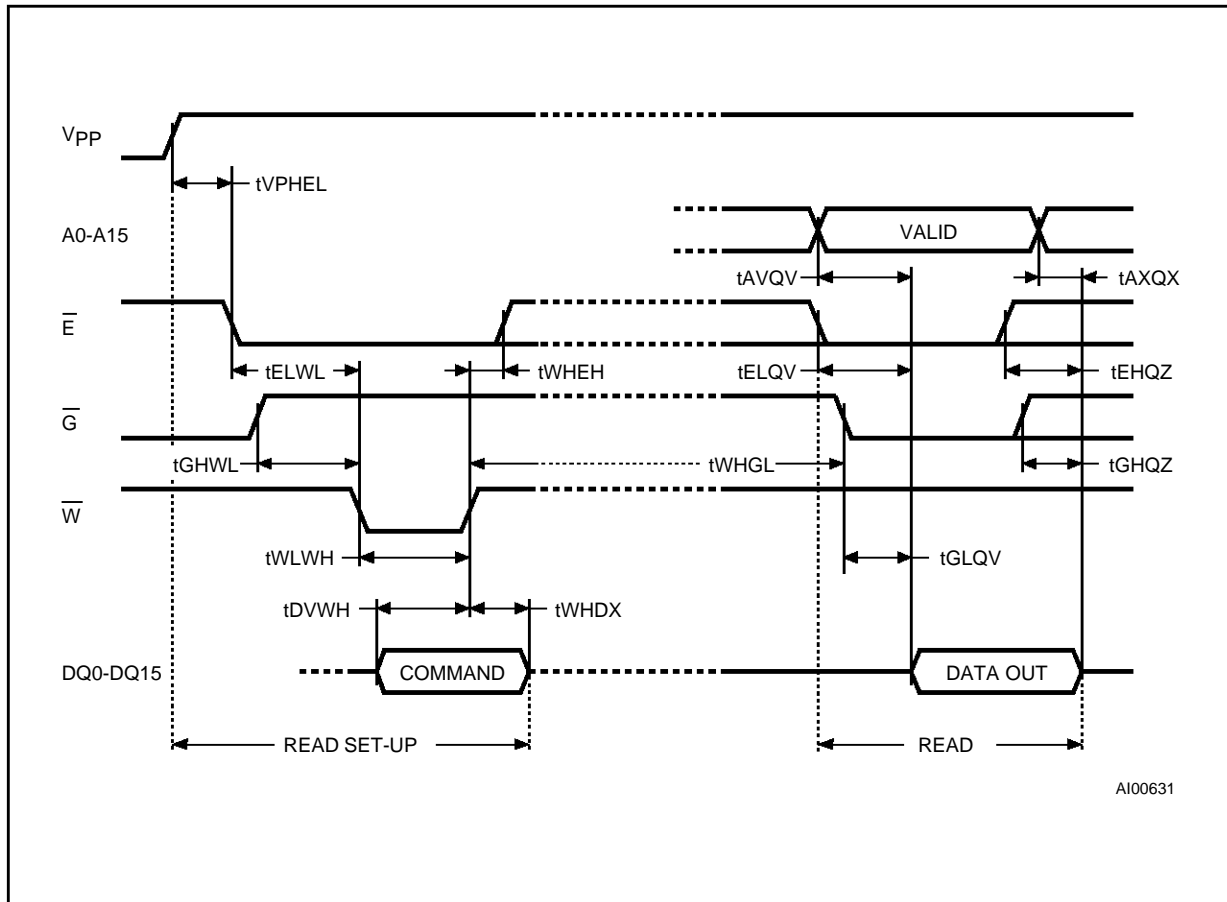 VPP
tVPHEL
A0-A15
VALID
tAVQV
tAXQX
E
tELWL
tWHEH
tELQV
tEHQZ
G
tGHWL
tWHGL
tGHQZ
W
tWLWH
tGLQV
tDVWH
tWHDX
DQ0-DQ15
COMMAND
DATA OUT
READ SET-UP
READ
AI00631